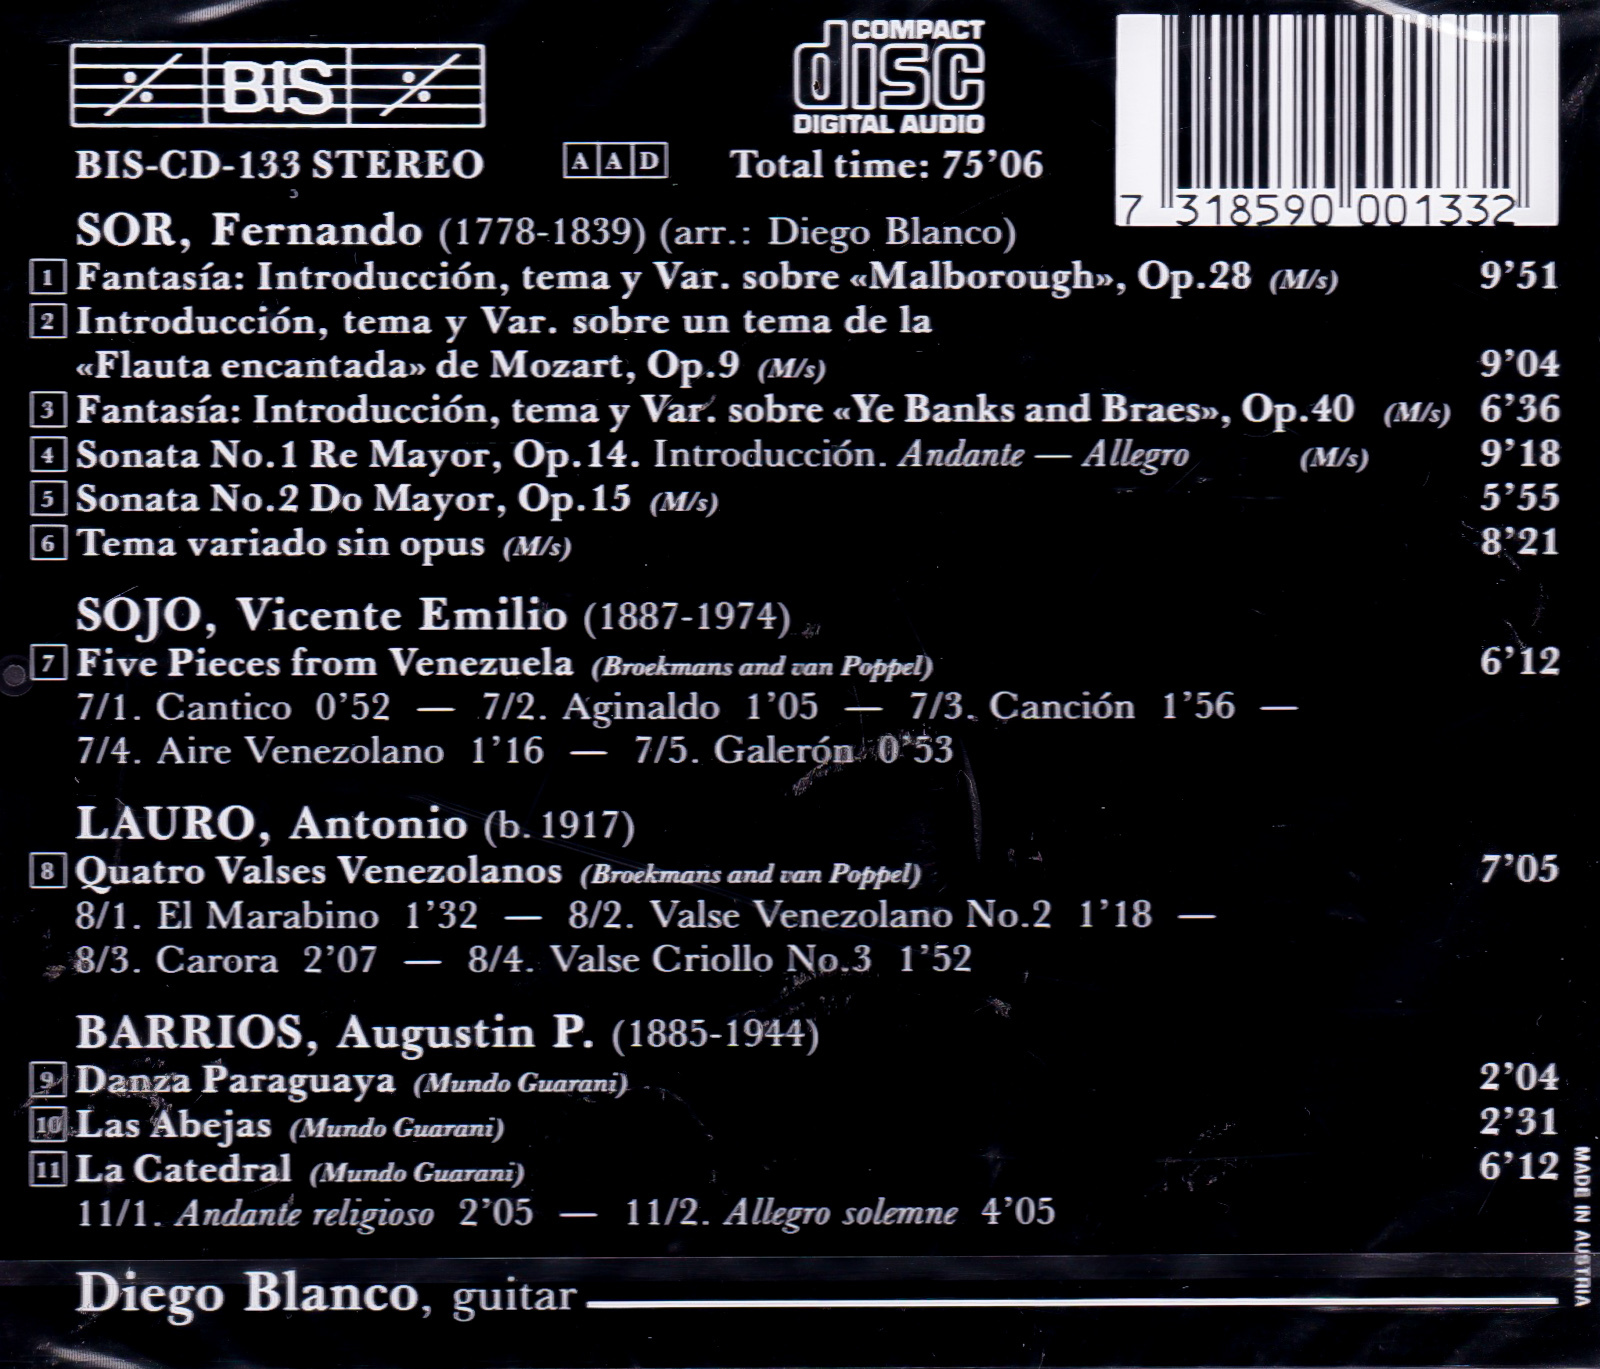 BIS
COMPACT
disc
DIGITAL AUDIO
BIS-CD-133 STEREO
AAD
Total time: 75’06
7 318590 001332
SOR, Fernando (1778-1839) (arr.: Diego Blanco)
1 Fantasía: Introducción, tema y Var. sobre «Malborough», Op.28 (M/s) 9’51
2 Introducción, tema y Var. sobre un tema de la
«Flauta encantada» de Mozart, Op.9 (M/s) 9’04
3 Fantasía: Introducción, tema y Var. sobre «Ye Banks and Braes», Op.40 (M/s) 6’36
4 Sonata No.1 Re Mayor, Op.14. Introducción. Andante — Allegro (M/s) 9’18
5 Sonata No.2 Do Mayor, Op.15 (M/s) 5’55
6 Tema variado sin opus (M/s) 8’21
SOJO, Vicente Emilio (1887-1974)
7 Five Pieces from Venezuela (Broekmans and van Poppel) 6’12
7/1. Cantico 0’52 — 7/2. Aginaldo 1’05 — 7/3. Canción 1’56 —
7/4. Aire Venezolano 1’16 — 7/5. Galerón 0’53
LAURO, Antonio (b. 1917)
8 Quatro Valses Venezolanos (Broekmans and van Poppel) 7’05
8/1. El Marabino 1’32 — 8/2. Valse Venezolano No.2 1’18 —
8/3. Carora 2’07 — 8/4. Valse Criollo No.3 1’52
BARRIOS, Augustin P. (1885-1944)
9 Danza Paraguaya (Mundo Guarani) 2’04
10 Las Abejas (Mundo Guarani) 2’31
11 La Catedral (Mundo Guarani) 6’12
11/1. Andante religioso 2’05 — 11/2. Allegro solemne 4’05
MADE IN AUSTRIA
Diego Blanco, guitar